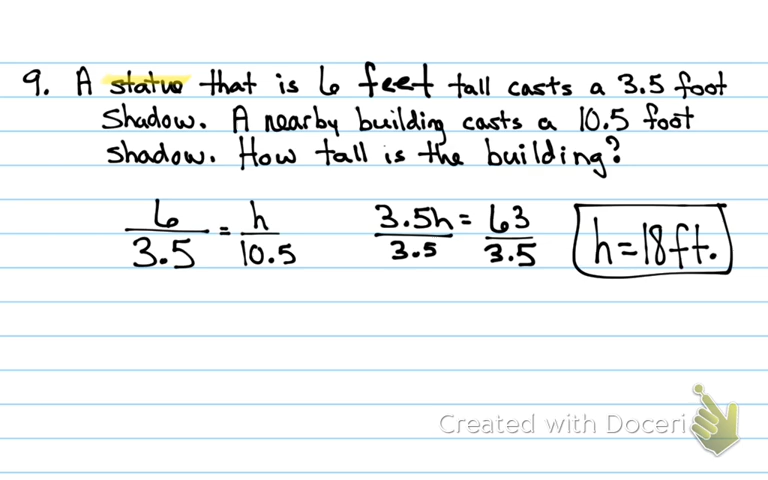 9. A statue that is 6 feet tall casts a 3.5 foot
shadow. A nearby building casts a 10.5 foot
shadow. How tall is the building?
6/3.5 = h/10.5 3.5h/3.5 = 63/3.5 h=18ft.
Created with Doceri